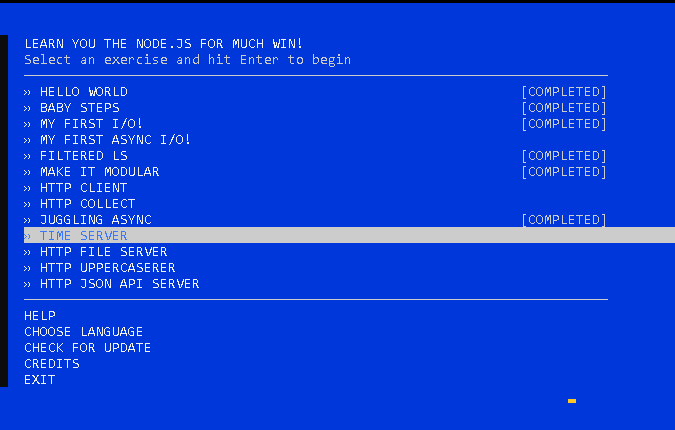 LEARN YOU THE NODE.JS FOR MUCH WIN!
Select an exercise and hit Enter to begin
» HELLO WORLD [COMPLETED]
» BABY STEPS [COMPLETED]
» MY FIRST I/O! [COMPLETED]
» MY FIRST ASYNC I/O!
» FILTERED LS [COMPLETED]
» MAKE IT MODULAR [COMPLETED]
» HTTP CLIENT
» HTTP COLLECT
» JUGGLING ASYNC [COMPLETED]
» TIME SERVER
» HTTP FILE SERVER
» HTTP UPPERCASERER
» HTTP JSON API SERVER
HELP
CHOOSE LANGUAGE
CHECK FOR UPDATE
CREDITS
EXIT